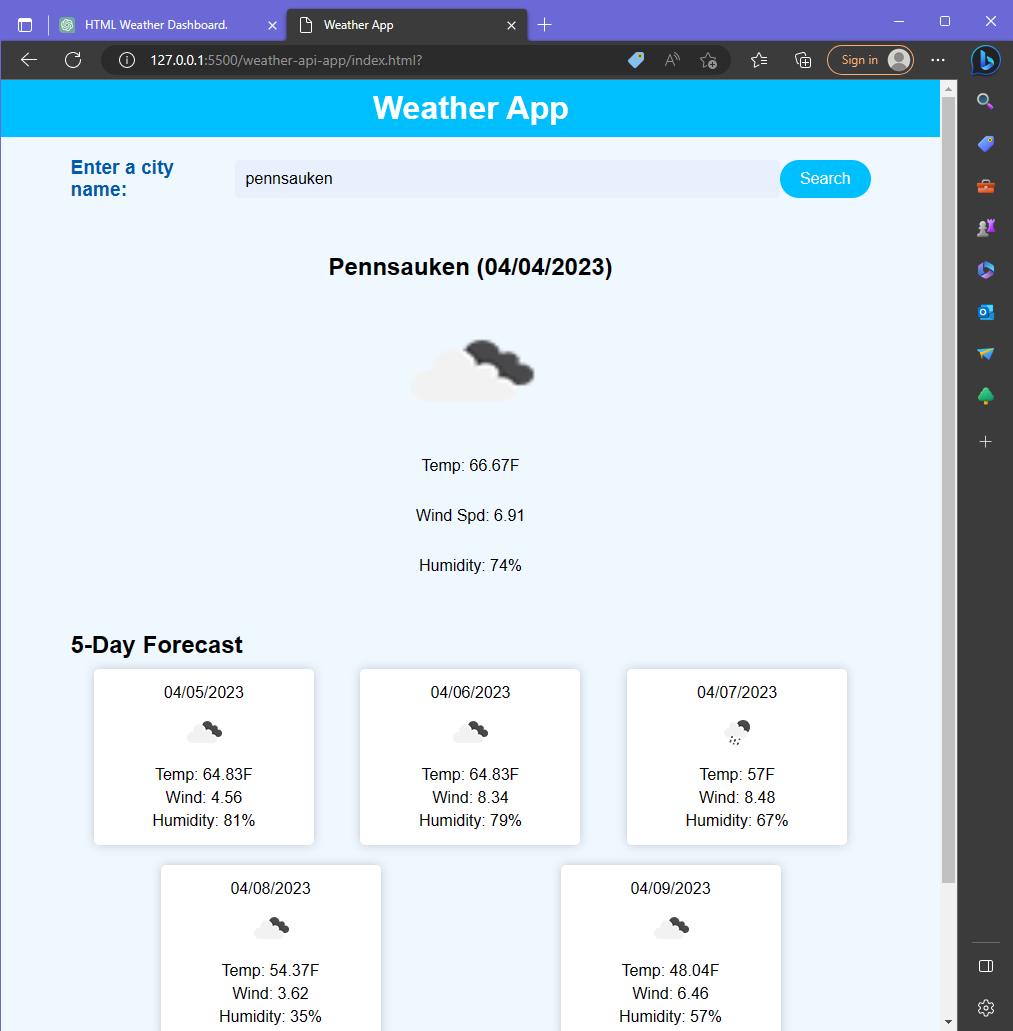 HTML Weather Dashboard.
Weather App
127.0.0.1:5500/weather-api-app/index.html?
Sign in
Weather App
Enter a city
name:
pennsauken
Search
Pennsauken (04/04/2023)
Temp: 66.67F
Wind Spd: 6.91
Humidity: 74%
5-Day Forecast
04/05/2023
Temp: 64.83F
Wind: 4.56
Humidity: 81%
04/06/2023
Temp: 64.83F
Wind: 8.34
Humidity: 79%
04/07/2023
Temp: 57F
Wind: 8.48
Humidity: 67%
04/08/2023
Temp: 54.37F
Wind: 3.62
Humidity: 35%
04/09/2023
Temp: 48.04F
Wind: 6.46
Humidity: 57%